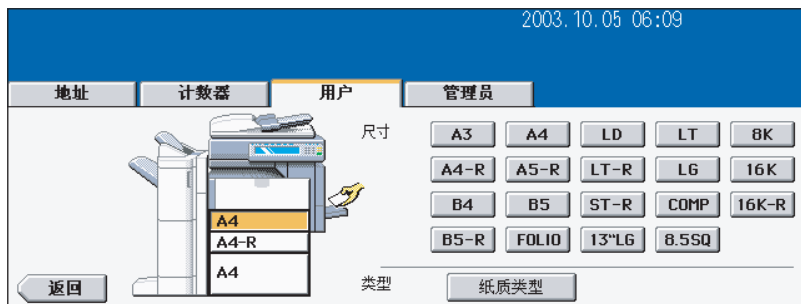 2003.10.05 06:09
地址 计数器 用户 管理员
尺寸 A3 A4 LD LT 8K
A4-R A5-R LT-R LG 16K
B4 B5 ST-R COMP 16K-R
B5-R FOLIO 13"LG 8.5SQ
A4
A4-R
A4
类型 纸质类型
返回